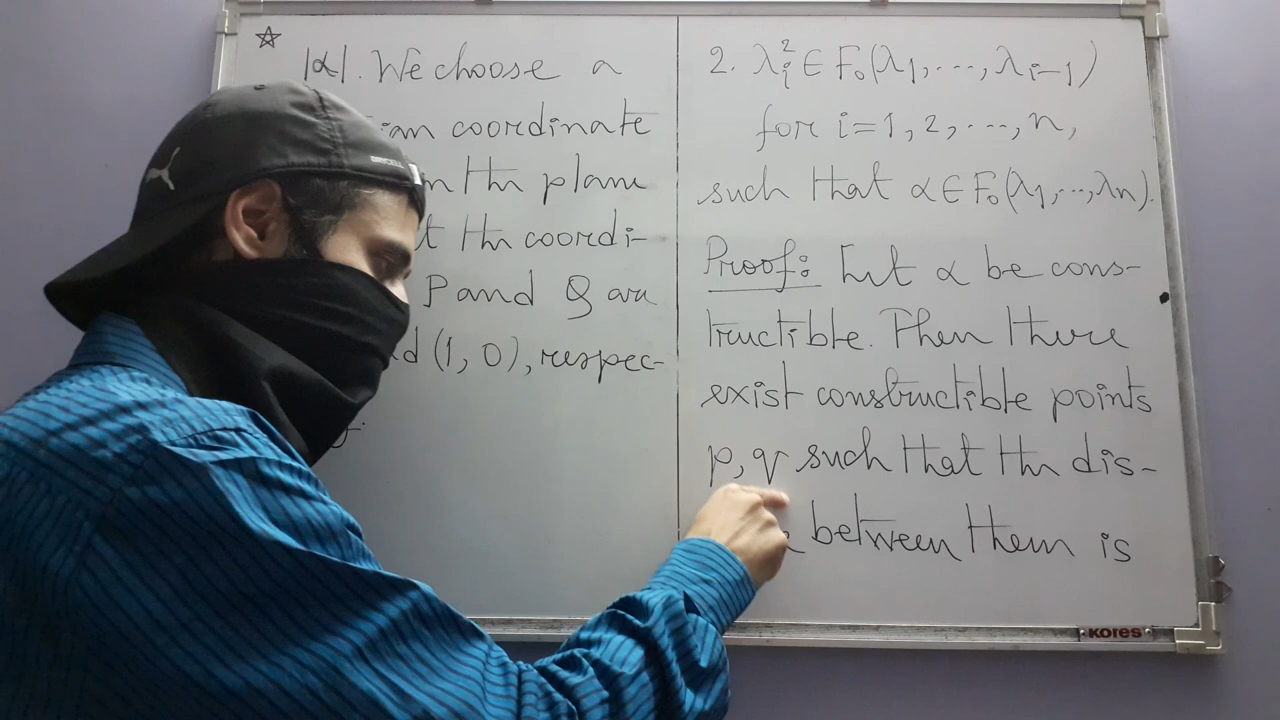 |α|. We choose a
coordinate
the plane
the coordi-
P and Q are
(1, 0), respec-
2. λᵢ² ∈ F₀(λ₁, ..., λᵢ₋₁)
for i=1, 2, ..., n,
such that α ∈ F₀(λ₁, ..., λn).
Proof: Let α be cons-
tructible. Then there
exist constructible points
p, q such that the dis-
between them is
KORES